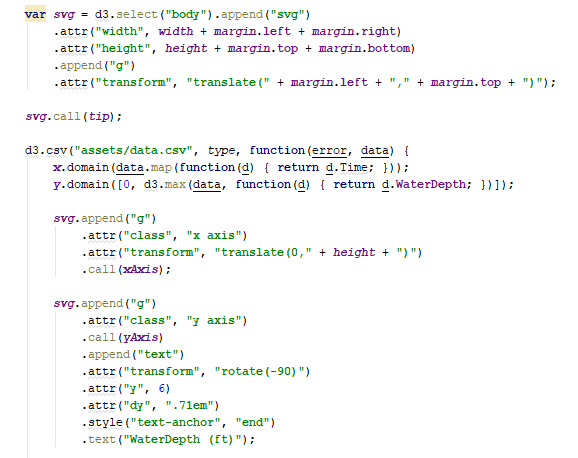 var svg = d3.select("body").append("svg")
    .attr("width", width + margin.left + margin.right)
    .attr("height", height + margin.top + margin.bottom)
    .append("g")
    .attr("transform", "translate(" + margin.left + "," + margin.top + ")");

svg.call(tip);

d3.csv("assets/data.csv", type, function(error, data) {
    x.domain(data.map(function(d) { return d.Time; }));
    y.domain([0, d3.max(data, function(d) { return d.WaterDepth; })]);

    svg.append("g")
        .attr("class", "x axis")
        .attr("transform", "translate(0," + height + ")")
        .call(xAxis);

    svg.append("g")
        .attr("class", "y axis")
        .call(yAxis)
        .append("text")
        .attr("transform", "rotate(-90)")
        .attr("y", 6)
        .attr("dy", ".71em")
        .style("text-anchor", "end")
        .text("WaterDepth (ft)");